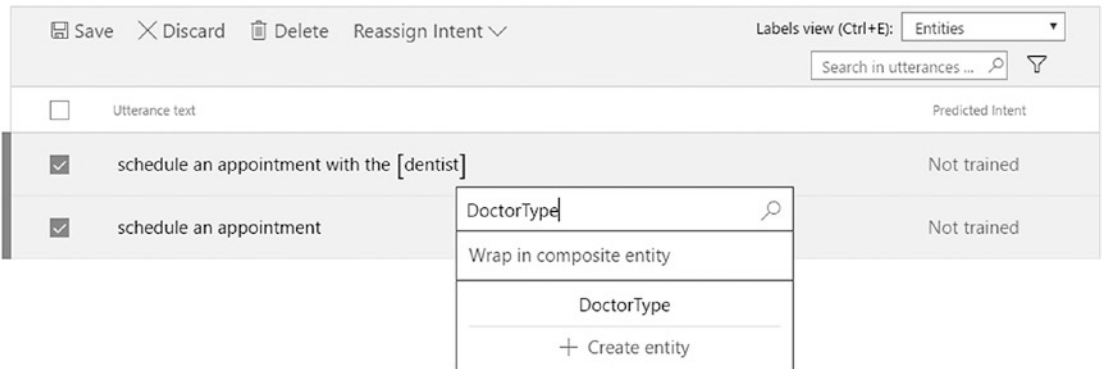 Save Discard Delete Reassign Intent Labels view (Ctrl+E): Entities
Search in utterances ...
Utterance text Predicted Intent
schedule an appointment with the [dentist] Not trained
schedule an appointment Not trained
DoctorType
Wrap in composite entity
DoctorType
+ Create entity